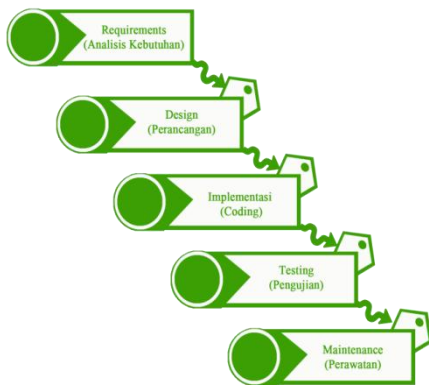 Requirements
(Analisis Kebutuhan)
Design
(Perancangan)
Implementasi
(Coding)
Testing
(Pengujian)
Maintenance
(Perawatan)